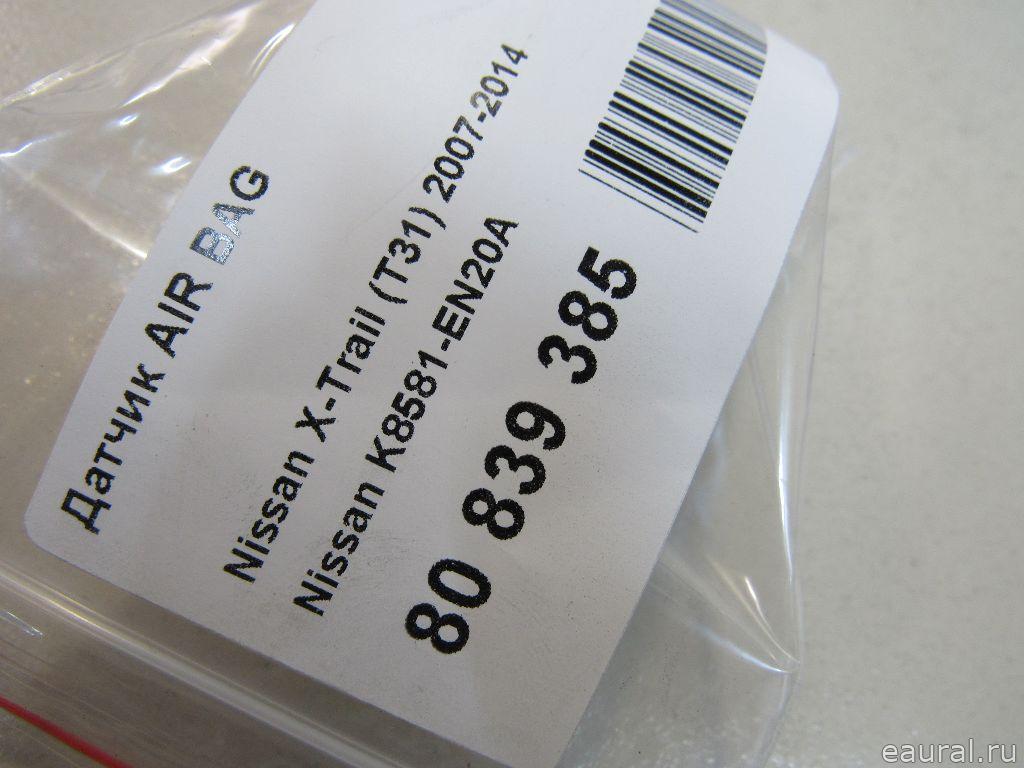 Датчик AIR BAG
Nissan X-Trail (T31) 2007-2014
Nissan K8581-EN20A
80 839 385
eaural.ru